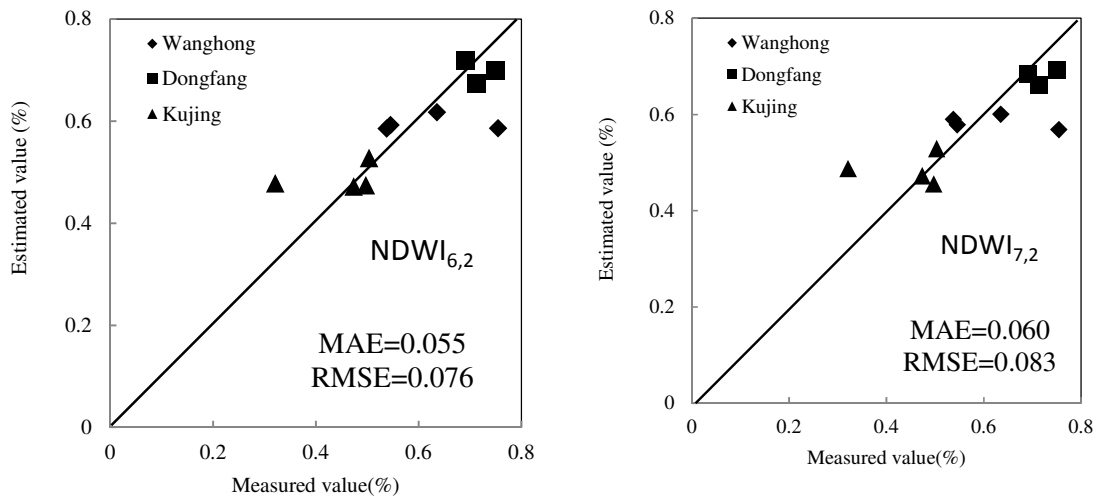 0.8
Wanghong
Dongfang
Kujing
0.6
0.4
0.2
0
Estimated value (%)
NDWI6,2
MAE=0.055
RMSE=0.076
0 0.2 0.4 0.6 0.8
Measured value(%)
0.8
Wanghong
Dongfang
Kujing
0.6
0.4
0.2
0
Estimated value (%)
NDWI7,2
MAE=0.060
RMSE=0.083
0 0.2 0.4 0.6 0.8
Measured value(%)